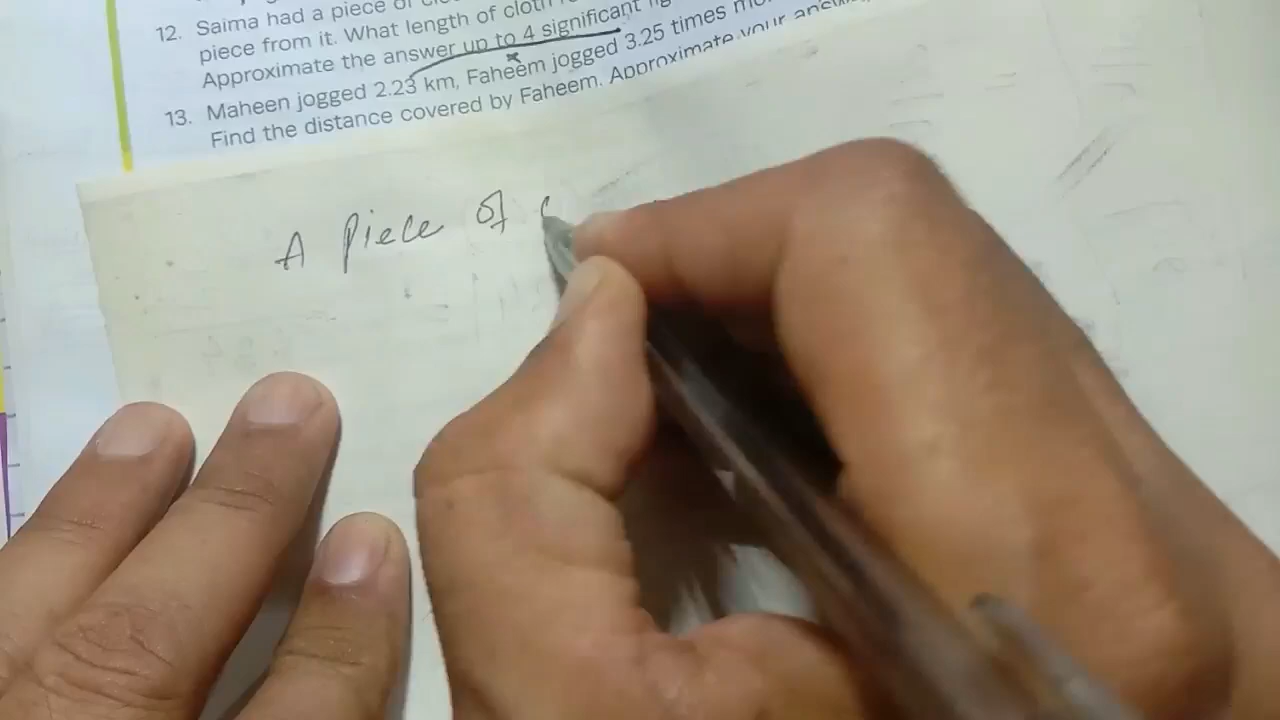 12. Saima had a piece of
piece from it. What length of cloth
Approximate the answer up to 4 significant
13. Maheen jogged 2.23 km, Faheem jogged 3.25 times
Find the distance covered by Faheem. Approximate your
A Piece of